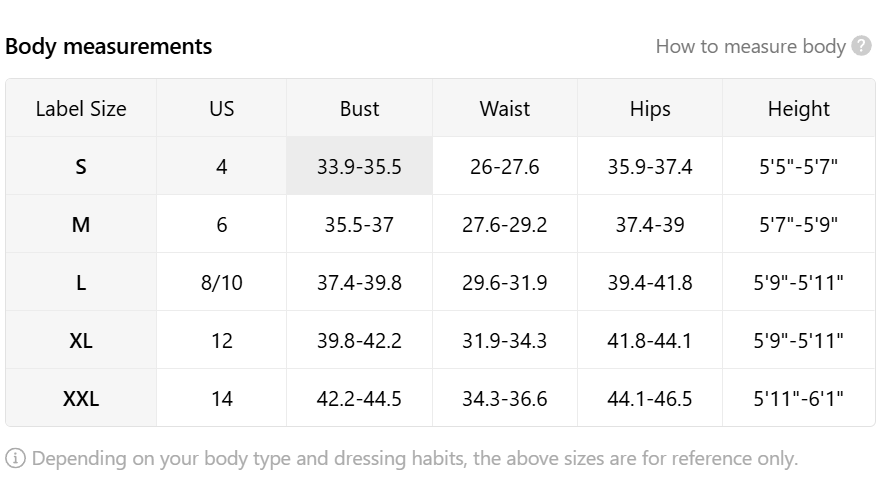 Body measurements How to measure body ?
Label Size US Bust Waist Hips Height
S 4 33.9-35.5 26-27.6 35.9-37.4 5'5"-5'7"
M 6 35.5-37 27.6-29.2 37.4-39 5'7"-5'9"
L 8/10 37.4-39.8 29.6-31.9 39.4-41.8 5'9"-5'11"
XL 12 39.8-42.2 31.9-34.3 41.8-44.1 5'9"-5'11"
XXL 14 42.2-44.5 34.3-36.6 44.1-46.5 5'11"-6'1"
Depending on your body type and dressing habits, the above sizes are for reference only.